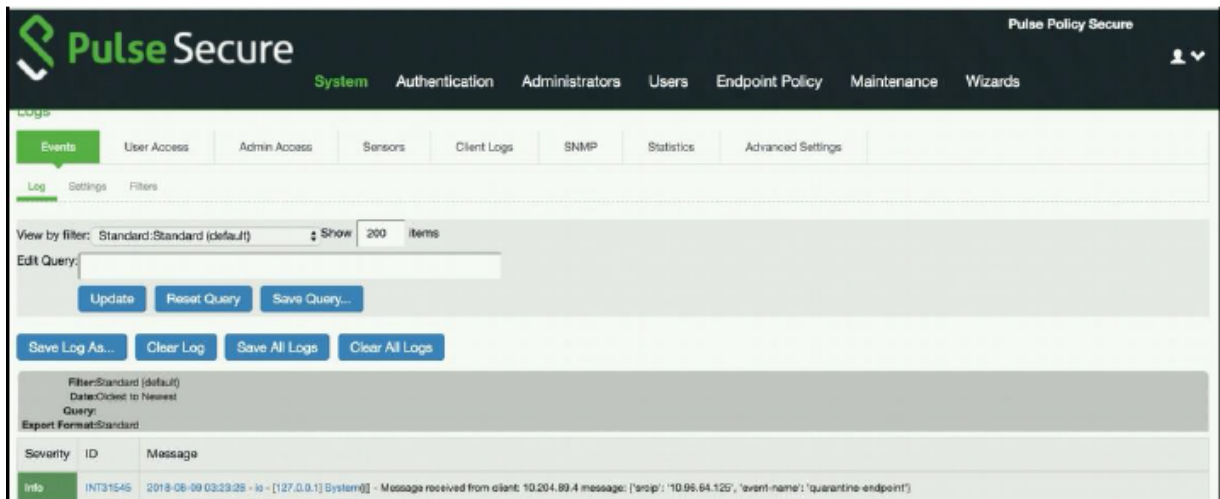 Pulse Policy Secure
Pulse Secure
System Authentication Administrators Users Endpoint Policy Maintenance Wizards
Logs
Events User Access Admin Access Sensors Client Logs SNMP Statistics Advanced Settings
Log Settings Filters
View by filter: Standard:Standard (default) Show 200 items
Edit Query:
Update Reset Query Save Query...
Save Log As... Clear Log Save All Logs Clear All Logs
Filter:Standard (default)
Date:Oldest to Newest
Query:
Export Format:Standard
Severity ID Message
Info INT31545 2018-08-09 03:23:28 - ic - [127.0.0.1] System()[] - Message received from client: 10.204.89.4 message: {'srcip': '10.96.64.125', 'event-name': 'quarantine-endpoint'}